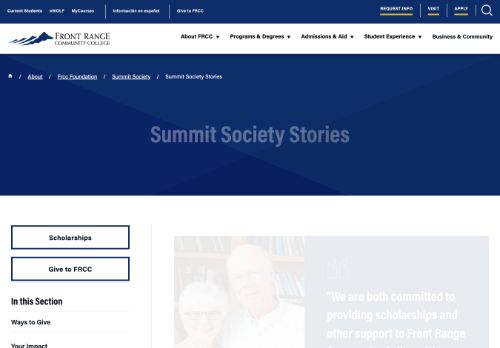 Current Students eWOLF MyCourses Información en español Give to FRCC REQUEST INFO VISIT APPLY
FRONT RANGE
COMMUNITY COLLEGE
About FRCC ▼ Programs & Degrees ▼ Admissions & Aid ▼ Student Experience ▼ Business & Community
/ About / Frcc Foundation / Summit Society / Summit Society Stories
Summit Society Stories
Scholarships
Give to FRCC
In this Section
Ways to Give
Your Impact
"We are both committed to
providing scholarships and
other support to Front Range